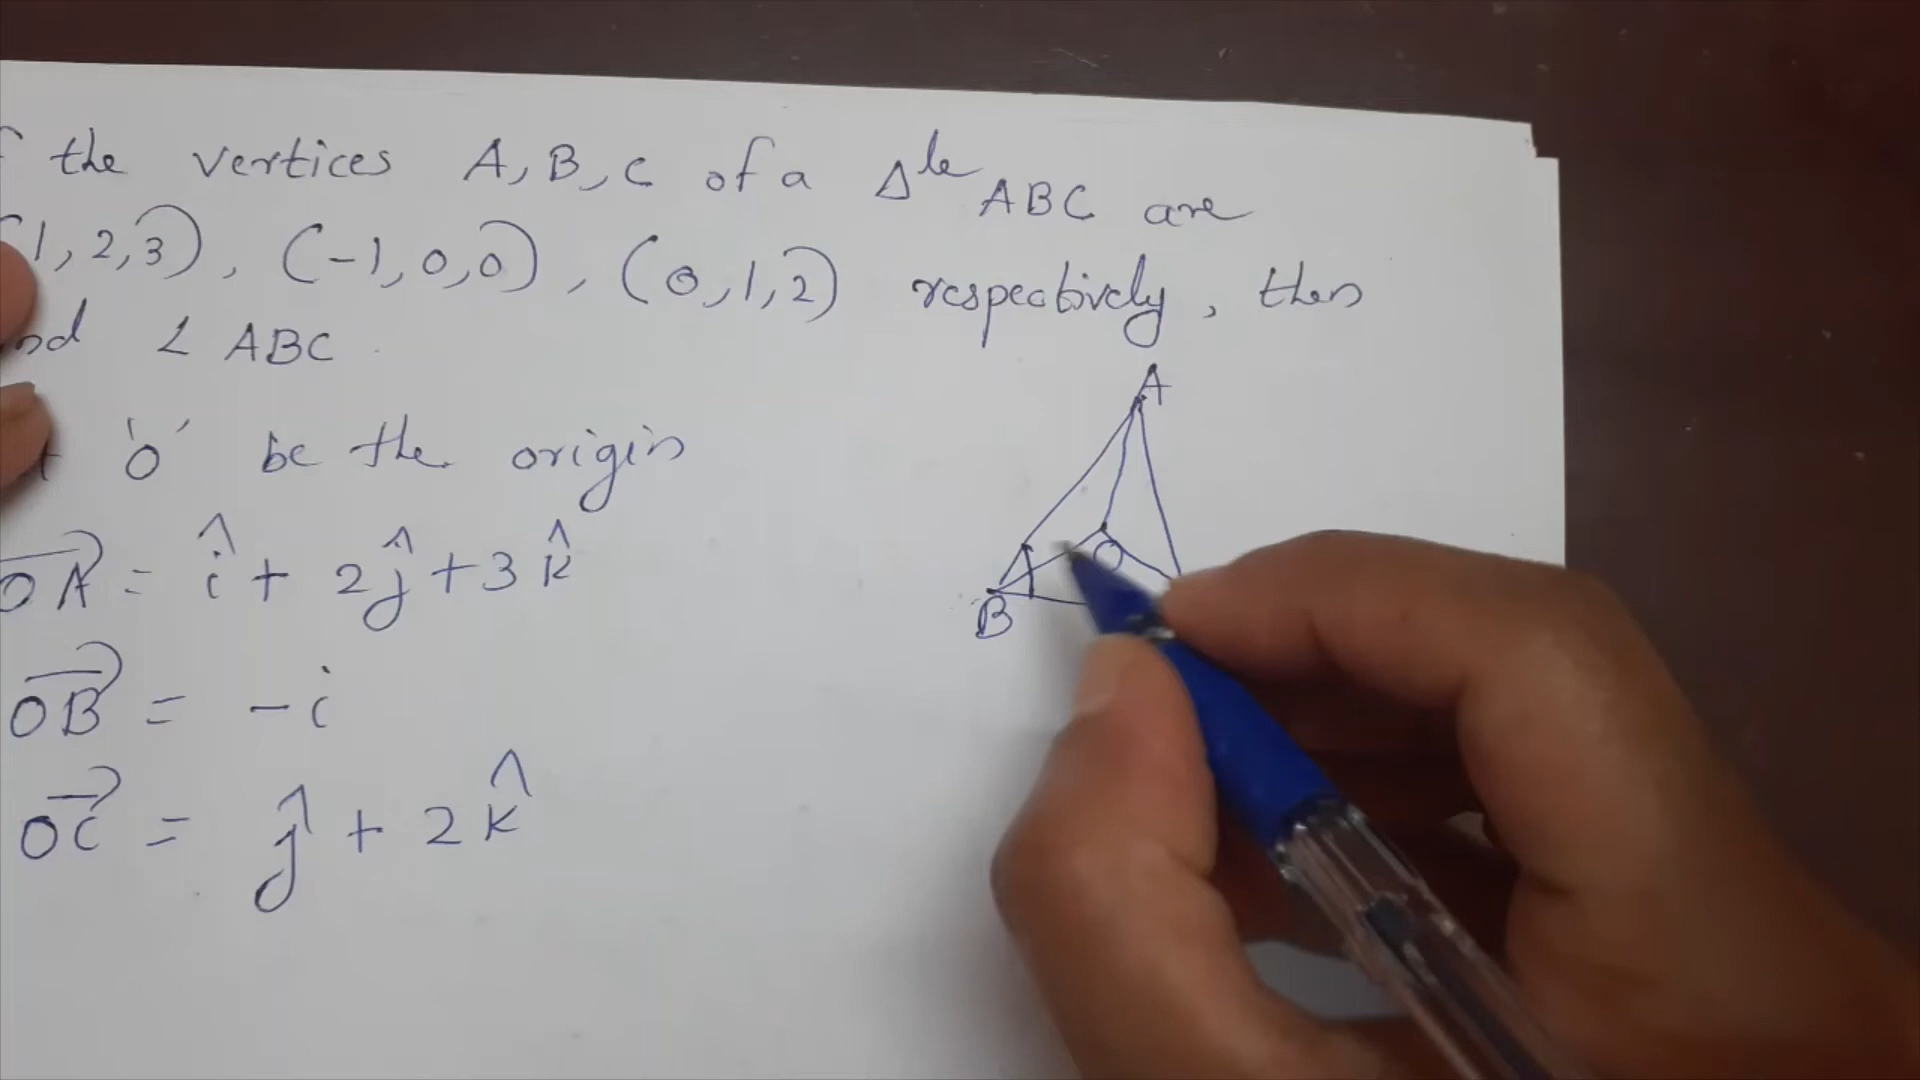 the vertices A, B, C of a Δle ABC are
(1, 2, 3), (-1, 0, 0), (0, 1, 2) respectively, then
∠ ABC
'O' be the origin
OA⃗ = î + 2ĵ + 3k̂
OB⃗ = -i
OC⃗ = ĵ + 2k̂
A
O
B